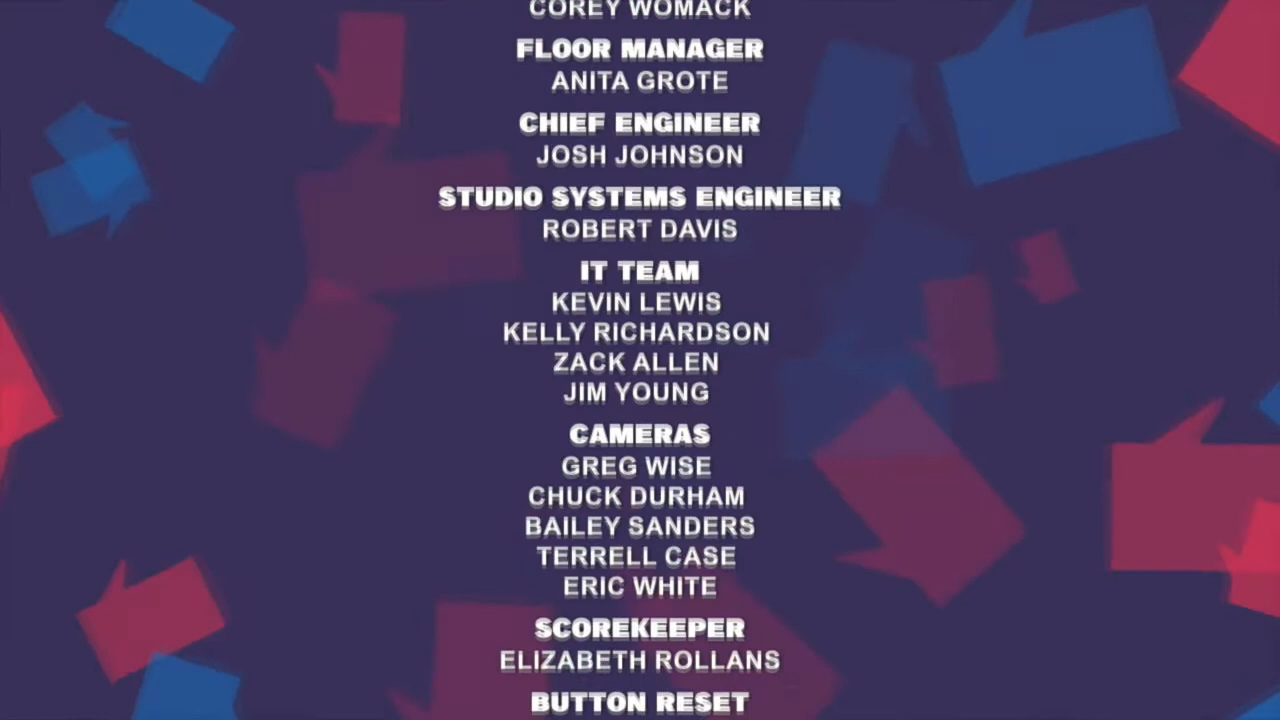 COREY WOMACK
FLOOR MANAGER
ANITA GROTE
CHIEF ENGINEER
JOSH JOHNSON
STUDIO SYSTEMS ENGINEER
ROBERT DAVIS
IT TEAM
KEVIN LEWIS
KELLY RICHARDSON
ZACK ALLEN
JIM YOUNG
CAMERAS
GREG WISE
CHUCK DURHAM
BAILEY SANDERS
TERRELL CASE
ERIC WHITE
SCOREKEEPER
ELIZABETH ROLLANS
BUTTON RESET